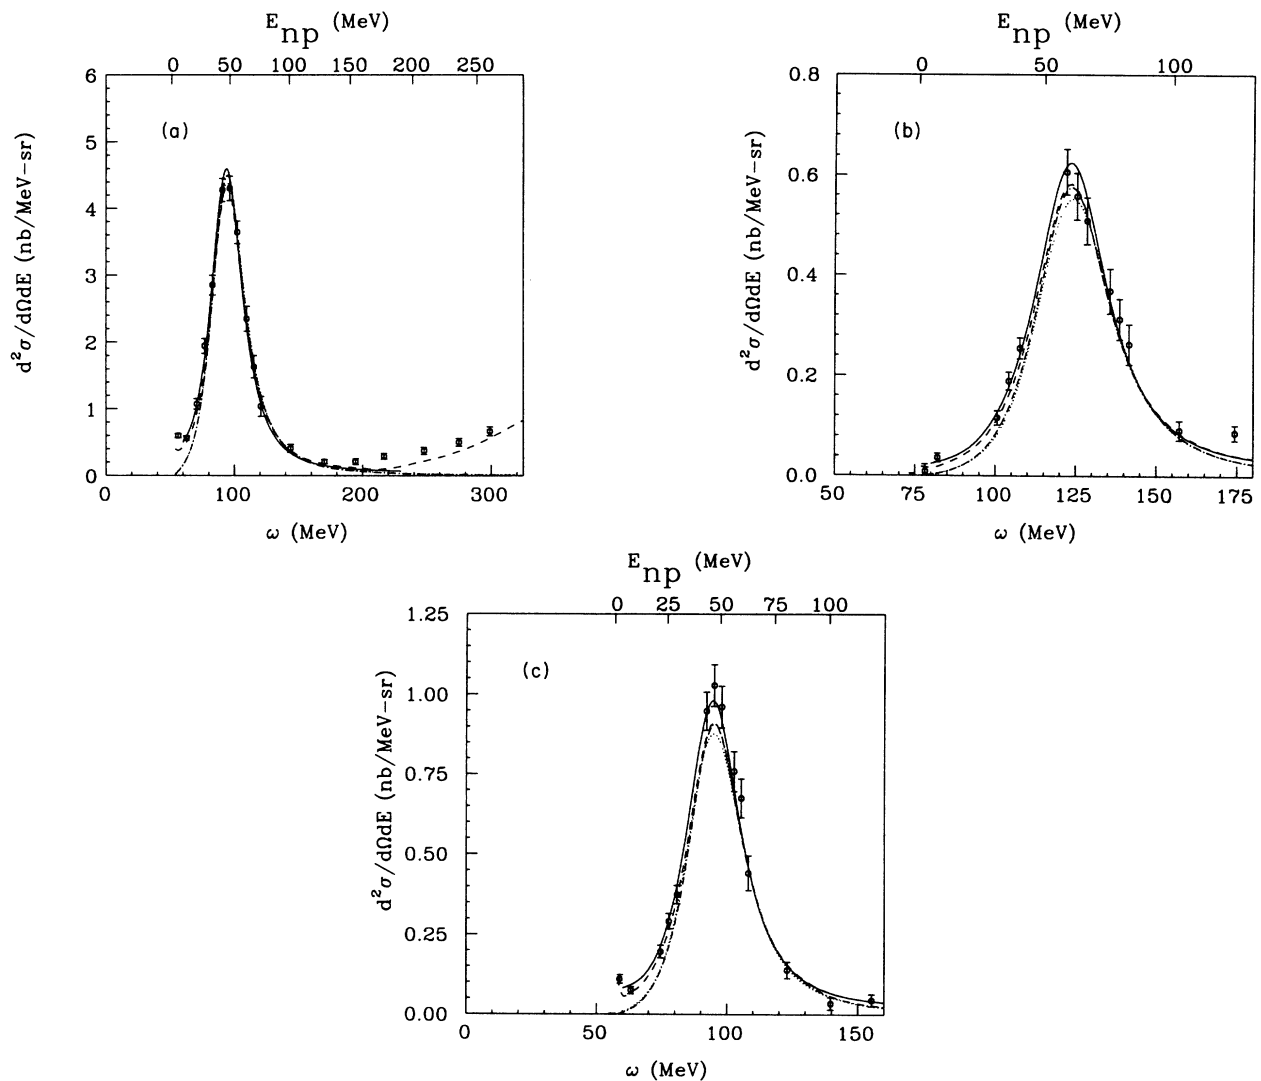 E_np (MeV)
0 50 100 150 200 250
6
5
4
3
2
1
0
(a)
d²σ/dΩdE (nb/MeV−sr)
0 100 200 300
ω (MeV)
E_np (MeV)
0 50 100
0.8
0.6
0.4
0.2
0.0
(b)
d²σ/dΩdE (nb/MeV−sr)
50 75 100 125 150 175
ω (MeV)
E_np (MeV)
0 25 50 75 100
1.25
1.00
0.75
0.50
0.25
0.00
(c)
d²σ/dΩdE (nb/MeV−sr)
0 50 100 150
ω (MeV)